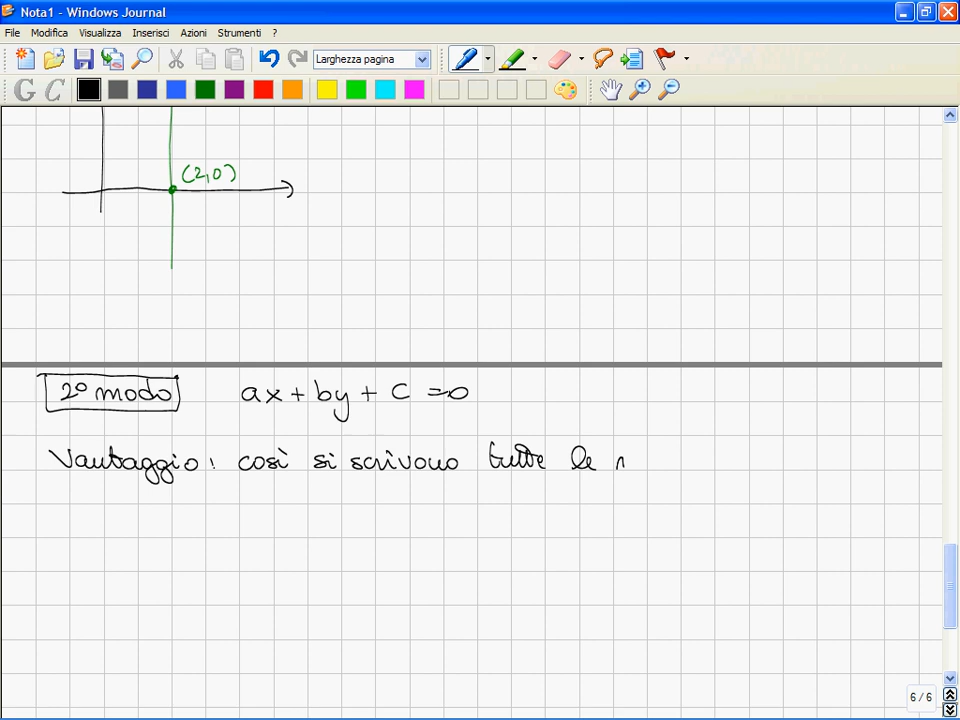 Nota1 - Windows Journal
File Modifica Visualizza Inserisci Azioni Strumenti ?
Larghezza pagina
G C
(2,0)
2° modo ax + by + c = 0
Vantaggio: così si scrivono tutte le r
6 / 6